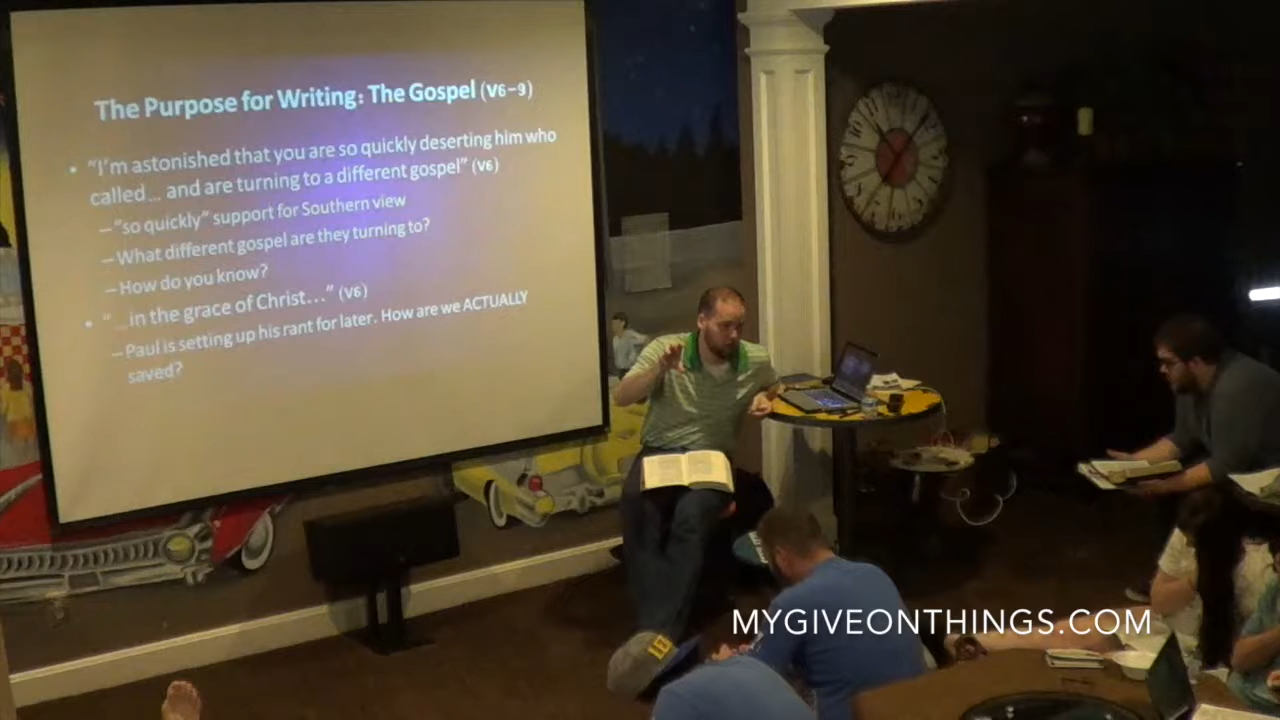 The Purpose for Writing: The Gospel (v6-9)
• "I'm astonished that you are so quickly deserting him who
called... and are turning to a different gospel" (v6)
– "so quickly" support for Southern view
– What different gospel are they turning to?
– How do you know?
• "...in the grace of Christ..." (v6)
– Paul is setting up his rant for later. How are we ACTUALLY
saved?
MYGIVEONTHINGS.COM